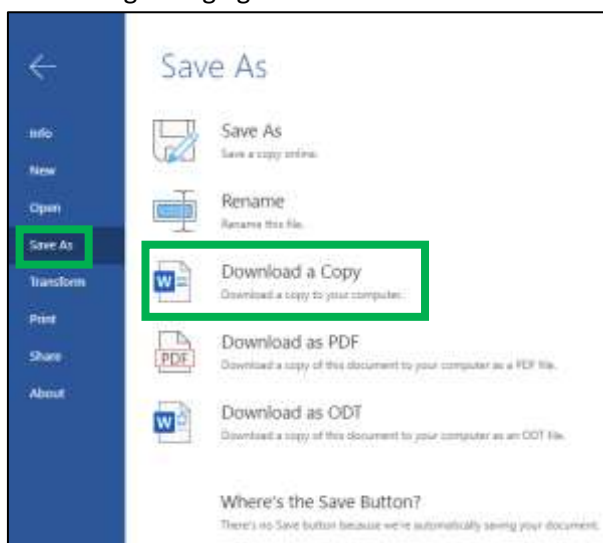 Save As
Info
New
Open
Save As
Transform
Print
Share
About
Save As
Save a copy online.
Rename
Rename this file.
Download a Copy
Download a copy to your computer.
Download as PDF
Download a copy of this document to your computer as a PDF file.
Download as ODT
Download a copy of this document to your computer as an ODT file.
Where's the Save Button?
There's no Save button because we're automatically saving your document.